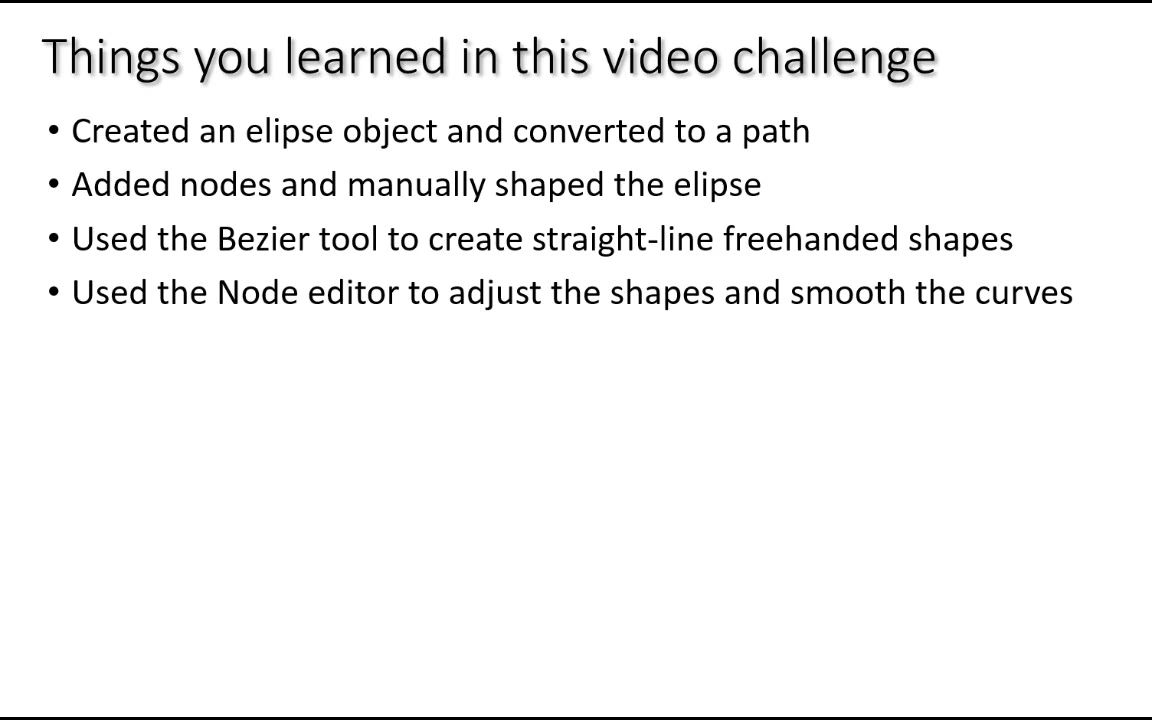 Things you learned in this video challenge
• Created an elipse object and converted to a path
• Added nodes and manually shaped the elipse
• Used the Bezier tool to create straight-line freehanded shapes
• Used the Node editor to adjust the shapes and smooth the curves